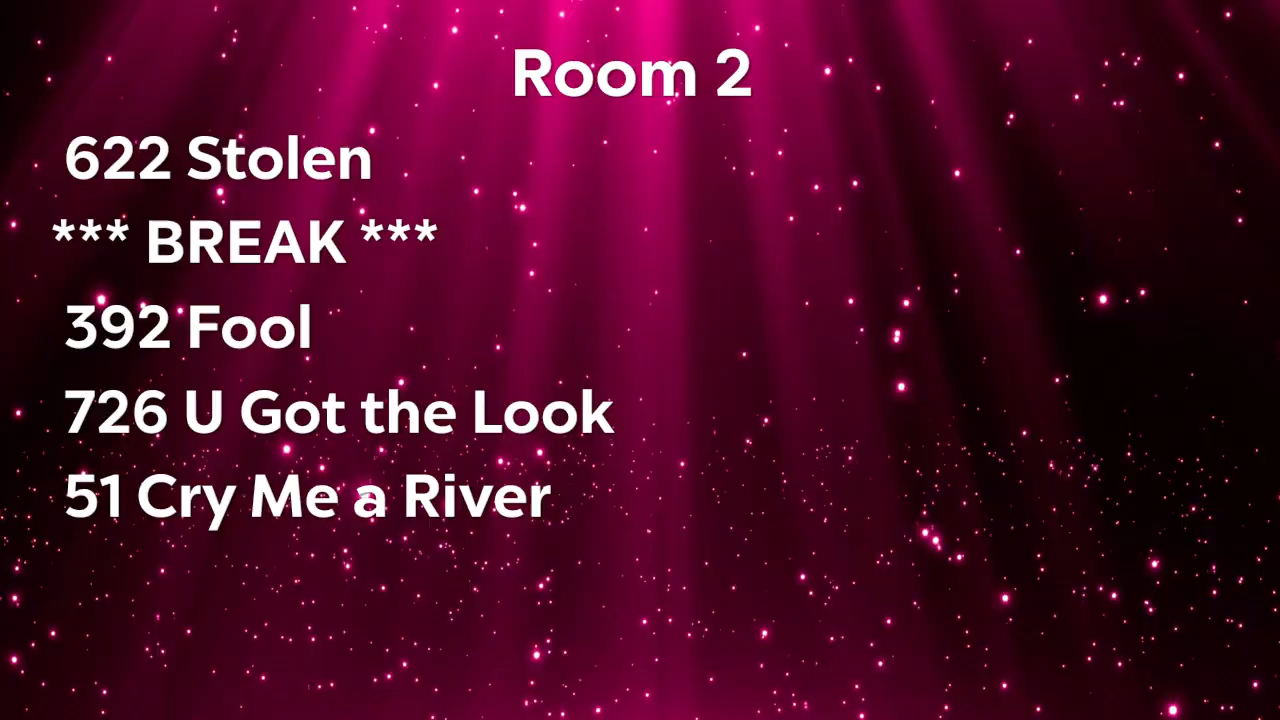 Room 2
622 Stolen
*** BREAK ***
392 Fool
726 U Got the Look
51 Cry Me a River